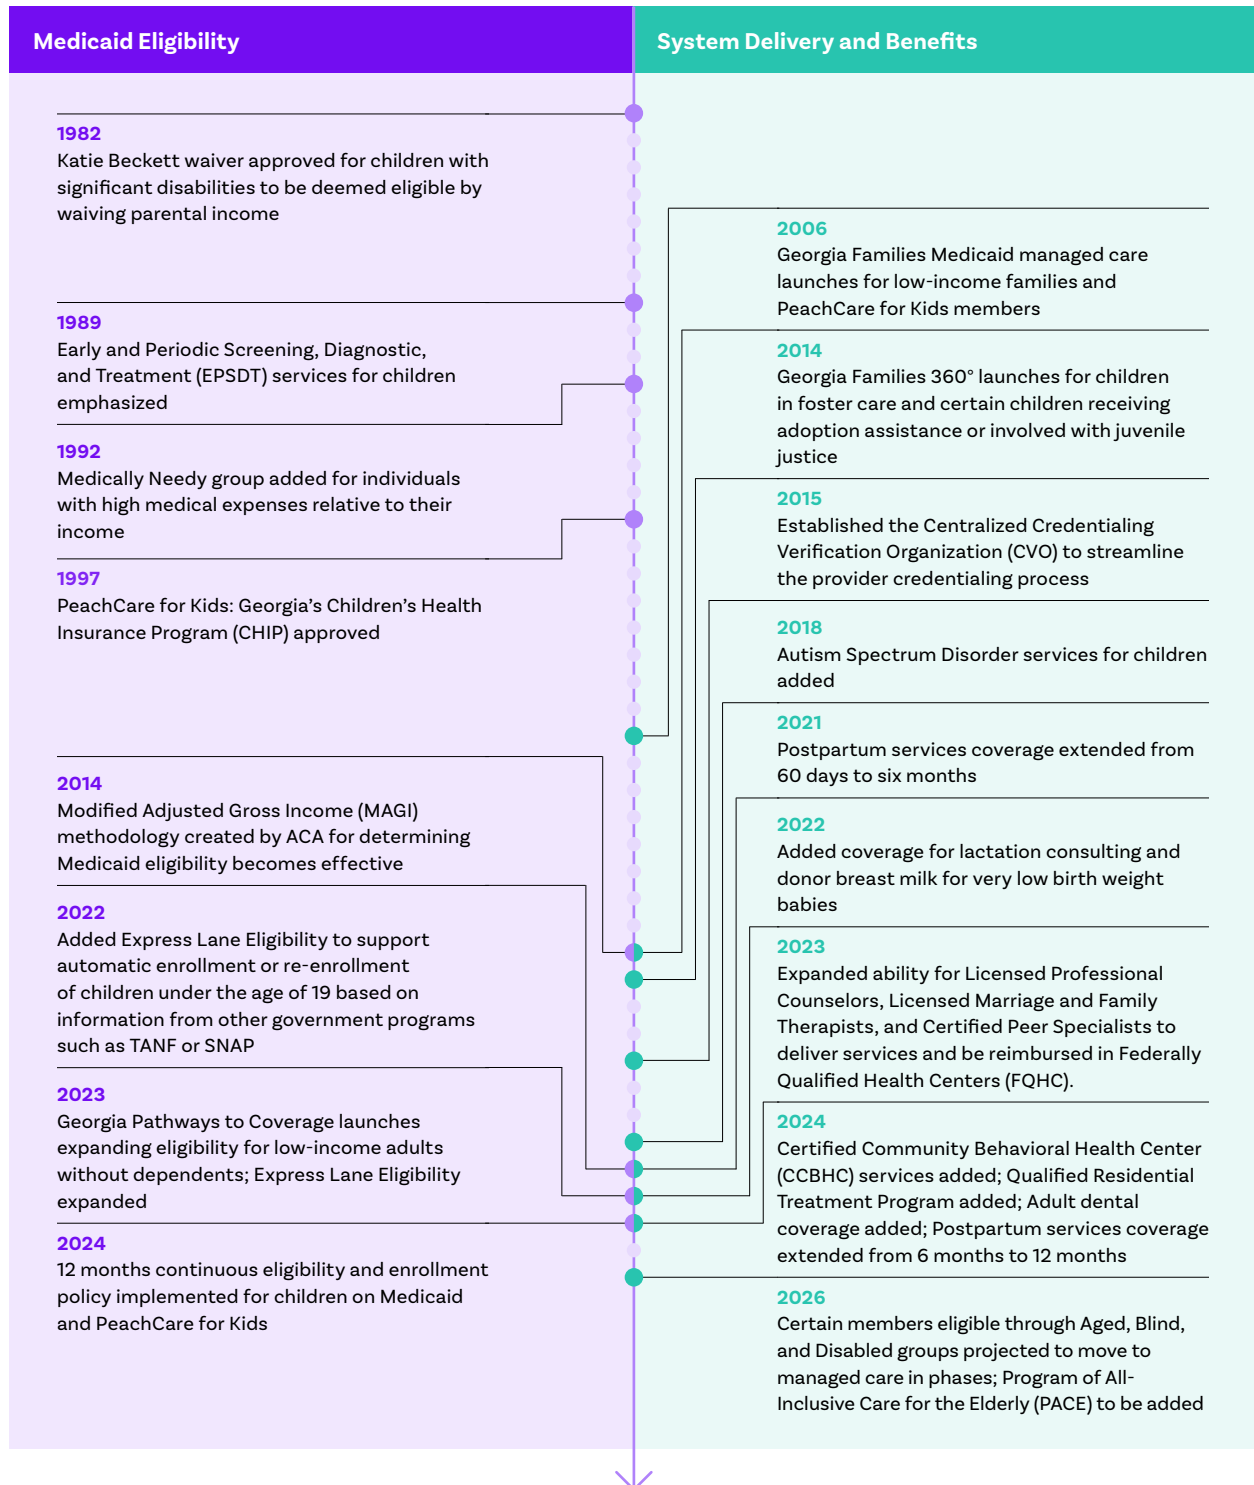 Medicaid Eligibility
1982
Katie Beckett waiver approved for children with
significant disabilities to be deemed eligible by
waiving parental income
1989
Early and Periodic Screening, Diagnostic,
and Treatment (EPSDT) services for children
emphasized
1992
Medically Needy group added for individuals
with high medical expenses relative to their
income
1997
PeachCare for Kids: Georgia’s Children’s Health
Insurance Program (CHIP) approved
2014
Modified Adjusted Gross Income (MAGI)
methodology created by ACA for determining
Medicaid eligibility becomes effective
2022
Added Express Lane Eligibility to support
automatic enrollment or re-enrollment
of children under the age of 19 based on
information from other government programs
such as TANF or SNAP
2023
Georgia Pathways to Coverage launches
expanding eligibility for low-income adults
without dependents; Express Lane Eligibility
expanded
2024
12 months continuous eligibility and enrollment
policy implemented for children on Medicaid
and PeachCare for Kids
System Delivery and Benefits
2006
Georgia Families Medicaid managed care
launches for low-income families and
PeachCare for Kids members
2014
Georgia Families 360° launches for children
in foster care and certain children receiving
adoption assistance or involved with juvenile
justice
2015
Established the Centralized Credentialing
Verification Organization (CVO) to streamline
the provider credentialing process
2018
Autism Spectrum Disorder services for children
added
2021
Postpartum services coverage extended from
60 days to six months
2022
Added coverage for lactation consulting and
donor breast milk for very low birth weight
babies
2023
Expanded ability for Licensed Professional
Counselors, Licensed Marriage and Family
Therapists, and Certified Peer Specialists to
deliver services and be reimbursed in Federally
Qualified Health Centers (FQHC).
2024
Certified Community Behavioral Health Center
(CCBHC) services added; Qualified Residential
Treatment Program added; Adult dental
coverage added; Postpartum services coverage
extended from 6 months to 12 months
2026
Certain members eligible through Aged, Blind,
and Disabled groups projected to move to
managed care in phases; Program of All-
Inclusive Care for the Elderly (PACE) to be added